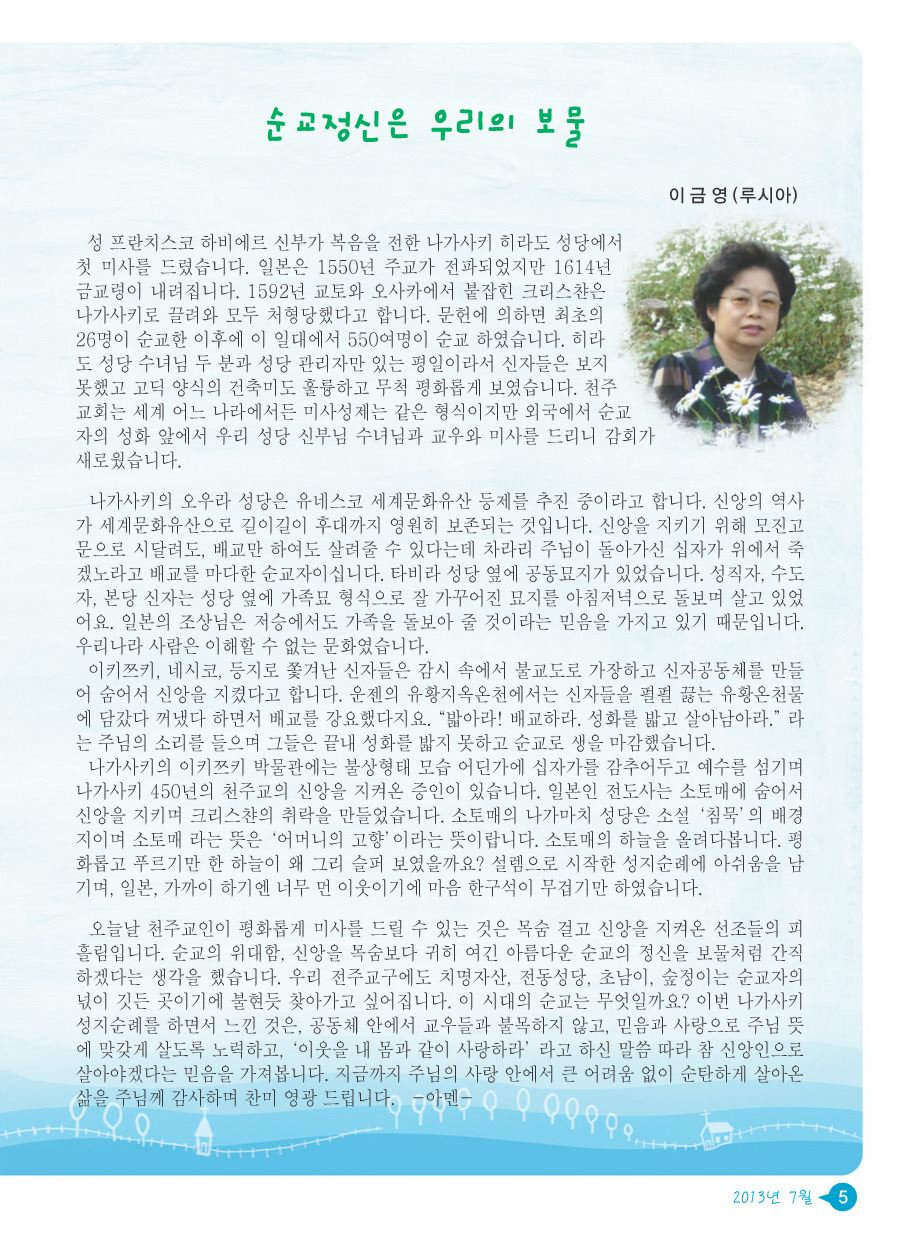 순교정신은 우리의 보물
이 금 영 (루시아)
성 프란치스코 하비에르 신부가 복음을 전한 나가사키 히라도 성당에서
첫 미사를 드렸습니다. 일본은 1550년 주교가 전파되었지만 1614년
금교령이 내려집니다. 1592년 교토와 오사카에서 붙잡힌 크리스챤은
나가사키로 끌려와 모두 처형당했다고 합니다. 문헌에 의하면 최초의
26명이 순교한 이후에 이 일대에서 550여명이 순교 하였습니다. 히라
도 성당 수녀님 두 분과 성당 관리자만 있는 평일이라서 신자들은 보지
못했고 고딕 양식의 건축미도 훌륭하고 무척 평화롭게 보였습니다. 천주
교회는 세계 어느 나라에서든 미사성제는 같은 형식이지만 외국에서 순교
자의 성화 앞에서 우리 성당 신부님 수녀님과 교우와 미사를 드리니 감회가
새로웠습니다.
나가사키의 오우라 성당은 유네스코 세계문화유산 등제를 추진 중이라고 합니다. 신앙의 역사
가 세계문화유산으로 길이길이 후대까지 영원히 보존되는 것입니다. 신앙을 지키기 위해 모진고
문으로 시달려도, 배교만 하여도 살려줄 수 있다는데 차라리 주님이 돌아가신 십자가 위에서 죽
겠노라고 배교를 마다한 순교자이십니다. 타비라 성당 옆에 공동묘지가 있었습니다. 성직자, 수도
자, 본당 신자는 성당 옆에 가족묘 형식으로 잘 가꾸어진 묘지를 아침저녁으로 돌보며 살고 있었
어요. 일본의 조상님은 저승에서도 가족을 돌보아 줄 것이라는 믿음을 가지고 있기 때문입니다.
우리나라 사람은 이해할 수 없는 문화였습니다.
이키쯔키, 네시코, 등지로 쫓겨난 신자들은 감시 속에서 불교도로 가장하고 신자공동체를 만들
어 숨어서 신앙을 지켰다고 합니다. 운젠의 유황지옥온천에서는 신자들을 펄펄 끓는 유황온천물
에 담갔다 꺼냈다 하면서 배교를 강요했다지요. “밟아라! 배교하라. 성화를 밟고 살아남아라.” 라
는 주님의 소리를 들으며 그들은 끝내 성화를 밟지 못하고 순교로 생을 마감했습니다.
나가사키의 이키쯔키 박물관에는 불상형태 모습 어딘가에 십자가를 감추어두고 예수를 섬기며
나가사키 450년의 천주교의 신앙을 지켜온 증인이 있습니다. 일본인 전도사는 소토매에 숨어서
신앙을 지키며 크리스챤의 취락을 만들었습니다. 소토매의 나가마치 성당은 소설 ‘침묵’의 배경
지이며 소토매 라는 뜻은 ‘어머니의 고향’이라는 뜻이랍니다. 소토매의 하늘을 올려다봅니다. 평
화롭고 푸르기만 한 하늘이 왜 그리 슬퍼 보였을까요? 설렘으로 시작한 성지순례에 아쉬움을 남
기며, 일본, 가까이 하기엔 너무 먼 이웃이기에 마음 한구석이 무겁기만 하였습니다.
오늘날 천주교인이 평화롭게 미사를 드릴 수 있는 것은 목숨 걸고 신앙을 지켜온 선조들의 피
흘림입니다. 순교의 위대함, 신앙을 목숨보다 귀히 여긴 아름다운 순교의 정신을 보물처럼 간직
하겠다는 생각을 했습니다. 우리 전주교구에도 치명자산, 전동성당, 초남이, 숲정이는 순교자의
넋이 깃든 곳이기에 불현듯 찾아가고 싶어집니다. 이 시대의 순교는 무엇일까요? 이번 나가사키
성지순례를 하면서 느낀 것은, 공동체 안에서 교우들과 불목하지 않고, 믿음과 사랑으로 주님 뜻
에 맞갖게 살도록 노력하고, ‘이웃을 내 몸과 같이 사랑하라’ 라고 하신 말씀 따라 참 신앙인으로
살아야겠다는 믿음을 가져봅니다. 지금까지 주님의 사랑 안에서 큰 어려움 없이 순탄하게 살아온
삶을 주님께 감사하며 찬미 영광 드립니다. -아멘-
2013년 7월 5